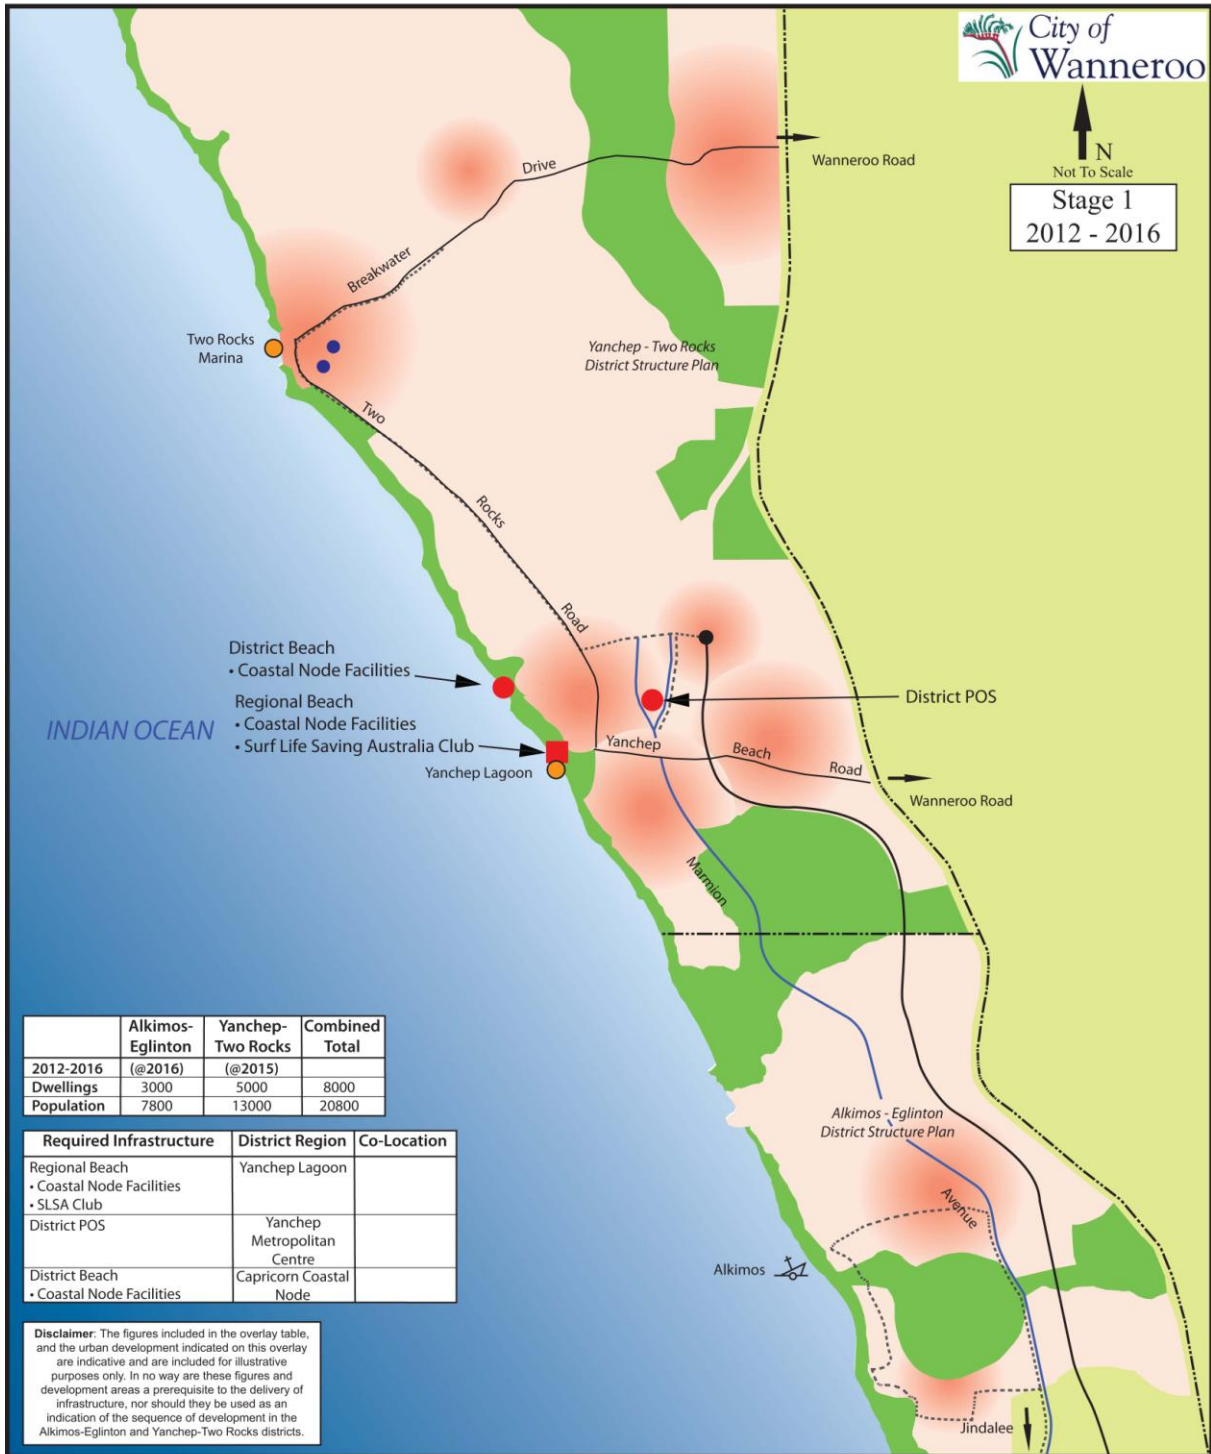 City of
Wanneroo
N
Not To Scale
Stage 1
2012 - 2016
Drive
Wanneroo Road
Breakwater
Two Rocks
Marina
Yanchep - Two Rocks
District Structure Plan
Two
Rocks
Road
District Beach
• Coastal Node Facilities
Regional Beach
• Coastal Node Facilities
• Surf Life Saving Australia Club
District POS
INDIAN OCEAN
Yanchep
Beach
Road
Yanchep Lagoon
Wanneroo Road
Marmion
Alkimos-Eglinton Yanchep-Two Rocks Combined Total
2012-2016 (@2016) (@2015)
Dwellings 3000 5000 8000
Population 7800 13000 20800
Alkimos - Eglinton
District Structure Plan
Required Infrastructure District Region Co-Location
Regional Beach Yanchep Lagoon
• Coastal Node Facilities
• SLSA Club
District POS Yanchep
Metropolitan
Centre
District Beach Capricorn Coastal
• Coastal Node Facilities Node
Avenue
Alkimos
Disclaimer: The figures included in the overlay table,
and the urban development indicated on this overlay
are indicative and are included for illustrative
purposes only. In no way are these figures and
development areas a prerequisite to the delivery of
infrastructure, nor should they be used as an
indication of the sequence of development in the
Alkimos-Eglinton and Yanchep-Two Rocks districts.
Jindalee